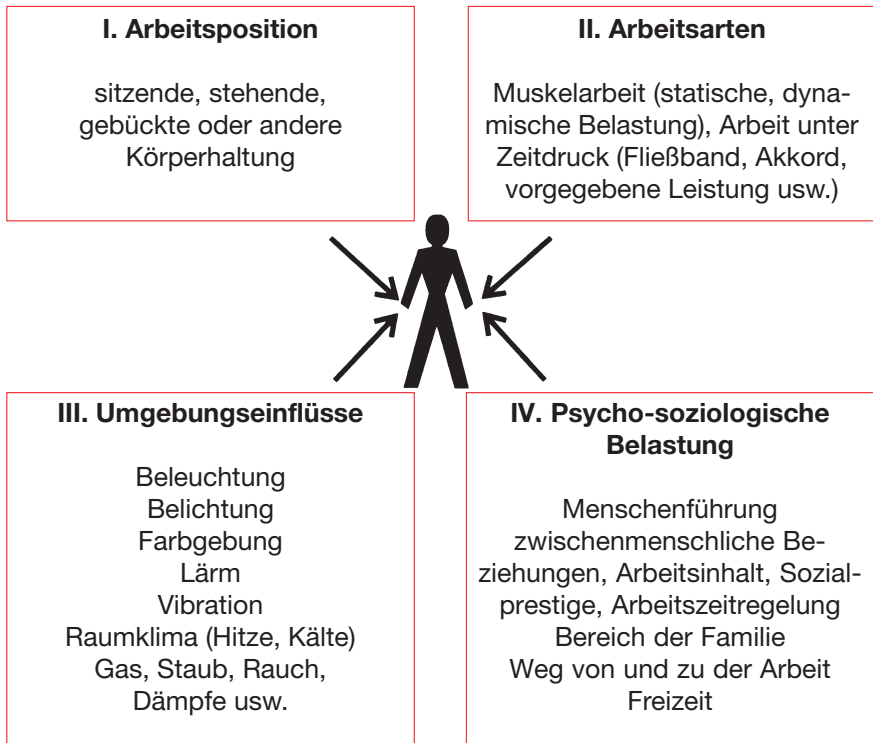 I. Arbeitsposition
sitzende, stehende,
gebückte oder andere
Körperhaltung
II. Arbeitsarten
Muskelarbeit (statische, dyna-
mische Belastung), Arbeit unter
Zeitdruck (Fließband, Akkord,
vorgegebene Leistung usw.)
III. Umgebungseinflüsse
Beleuchtung
Belichtung
Farbgebung
Lärm
Vibration
Raumklima (Hitze, Kälte)
Gas, Staub, Rauch,
Dämpfe usw.
IV. Psycho-soziologische
Belastung
Menschenführung
zwischenmenschliche Be-
ziehungen, Arbeitsinhalt, Sozial-
prestige, Arbeitszeitregelung
Bereich der Familie
Weg von und zu der Arbeit
Freizeit